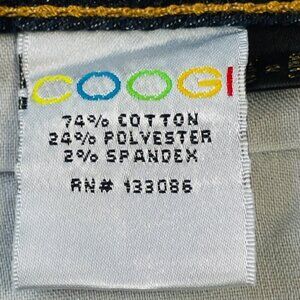 COOGI
74% COTTON
24% POLYESTER
2% SPANDEX
RN# 133086